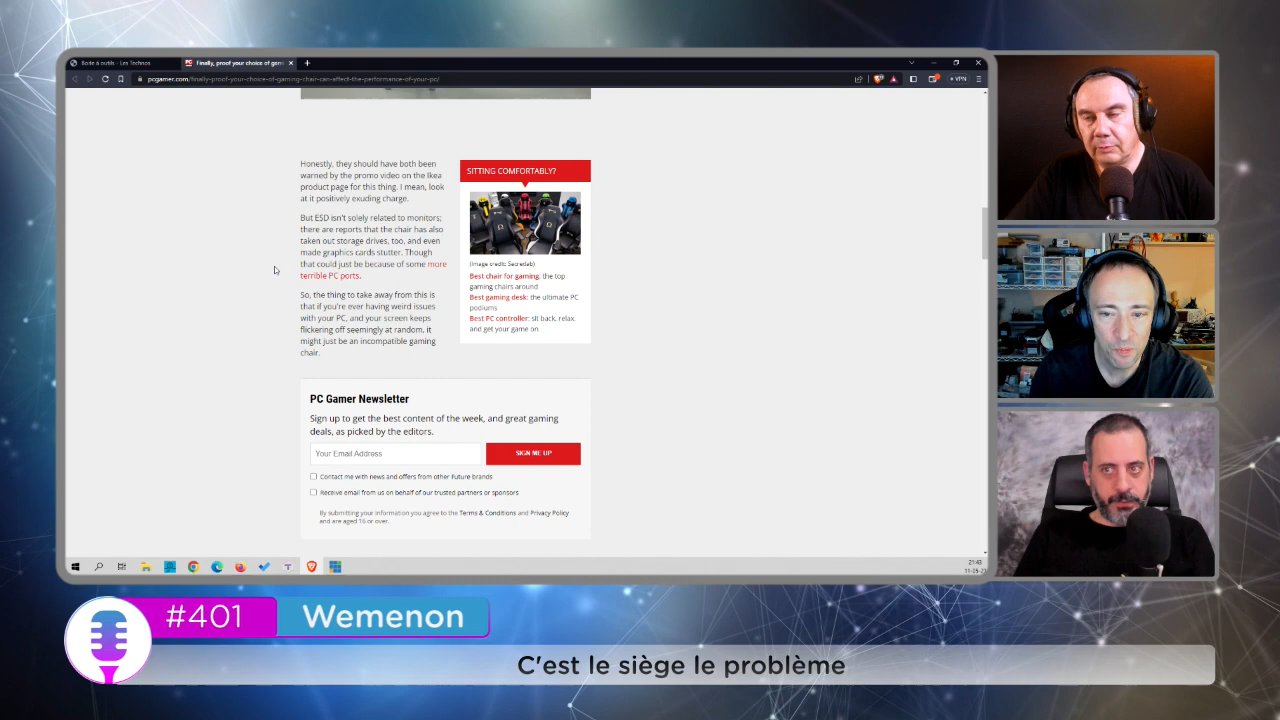 Boite à outils - Les Technos
Finally, proof your choice of gam
pcgamer.com/finally-proof-your-choice-of-gaming-chair-can-affect-the-performance-of-your-pc/
VPN
Honestly, they should have both been
warned by the promo video on the Ikea
product page for this thing. I mean, look
at it positively exuding charge.
But ESD isn't solely related to monitors;
there are reports that the chair has also
taken out storage drives, too, and even
made graphics cards stutter. Though
that could just be because of some more
terrible PC ports.
So, the thing to take away from this is
that if you're ever having weird issues
with your PC, and your screen keeps
flickering off seemingly at random, it
might just be an incompatible gaming
chair.
SITTING COMFORTABLY?
(Image credit: Secretlab)
Best chair for gaming: the top
gaming chairs around
Best gaming desk: the ultimate PC
podiums
Best PC controller: sit back, relax,
and get your game on
PC Gamer Newsletter
Sign up to get the best content of the week, and great gaming
deals, as picked by the editors.
Your Email Address
SIGN ME UP
Contact me with news and offers from other Future brands
Receive email from us on behalf of our trusted partners or sponsors
By submitting your information you agree to the Terms & Conditions and Privacy Policy
and are aged 16 or over.
21:43
11-05-23
#401
Wemenon
C'est le siège le problème